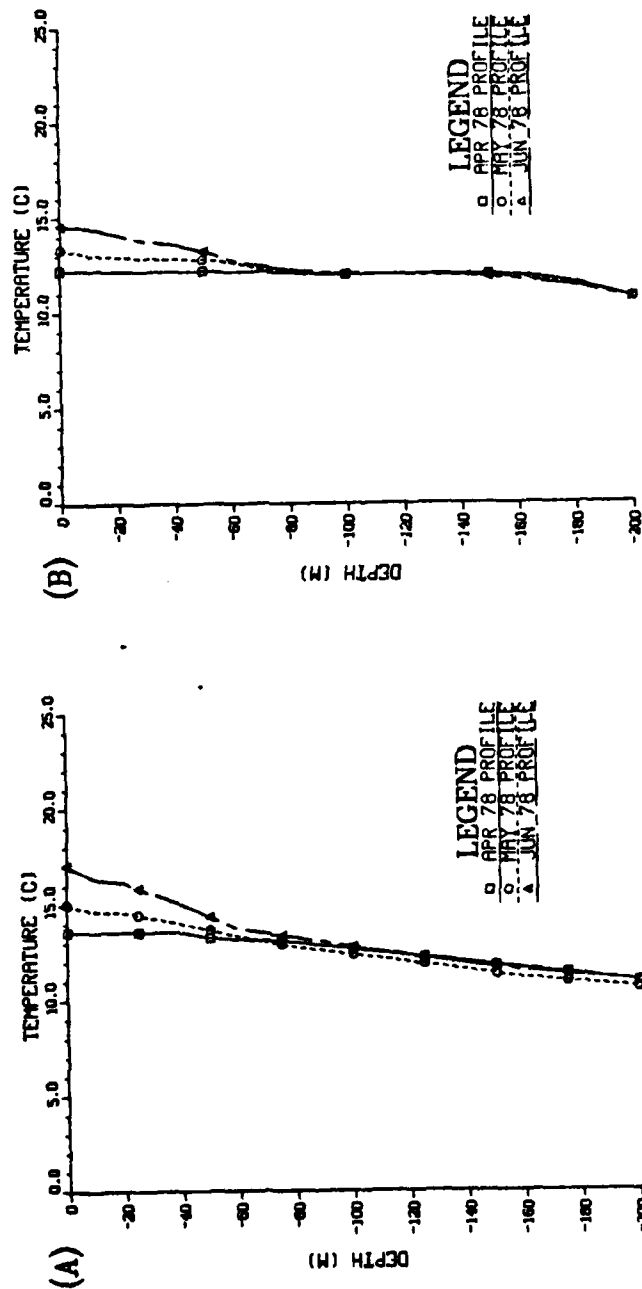 (A)
TEMPERATURE (C)
0.0 5.0 10.0 15.0 20.0 25.0
0
-20
-40
-60
-80
-100
-120
-140
-160
-180
-200
DEPTH (M)
LEGEND
APR 78 PROFILE
MAY 78 PROFILE
JUN 78 PROFILE
(B)
TEMPERATURE (C)
0.0 5.0 10.0 15.0 20.0 25.0
0
-20
-40
-60
-80
-100
-120
-140
-160
-180
-200
DEPTH (M)
LEGEND
APR 78 PROFILE
MAY 78 PROFILE
JUN 78 PROFILE